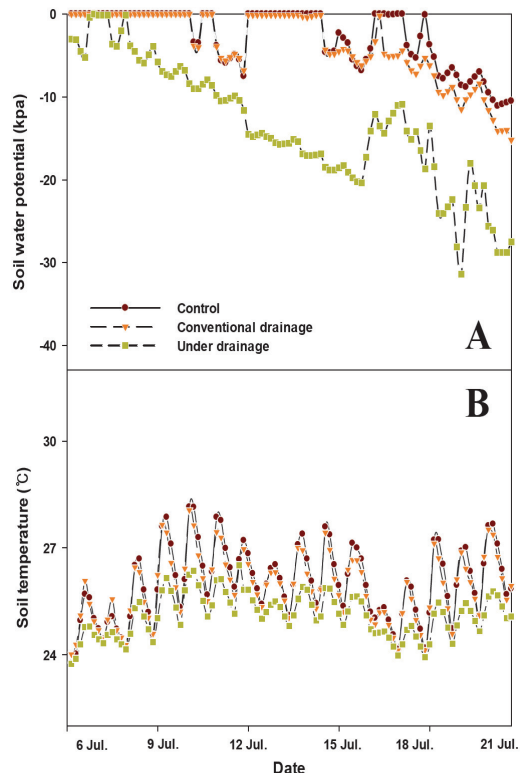 0
-10
-20
-30
-40
Soil water potential (kpa)
Control
Conventional drainage
Under drainage
A
B
30
27
24
Soil temperature (℃)
6 Jul.
9 Jul.
12 Jul.
15 Jul.
18 Jul.
21 Jul.
Date